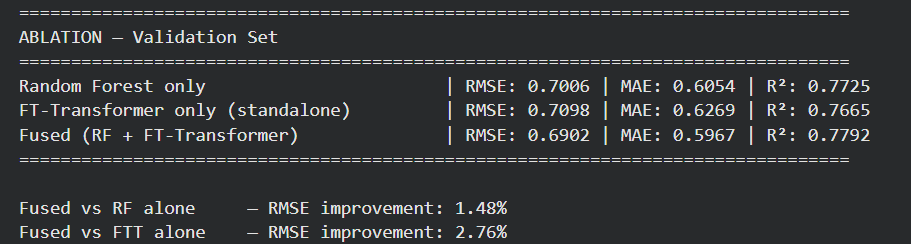 ================================================================================
ABLATION — Validation Set
================================================================================
Random Forest only                       | RMSE: 0.7006 | MAE: 0.6054 | R²: 0.7725
FT-Transformer only (standalone)         | RMSE: 0.7098 | MAE: 0.6269 | R²: 0.7665
Fused (RF + FT-Transformer)              | RMSE: 0.6902 | MAE: 0.5967 | R²: 0.7792
================================================================================
Fused vs RF alone     — RMSE improvement: 1.48%
Fused vs FTT alone    — RMSE improvement: 2.76%